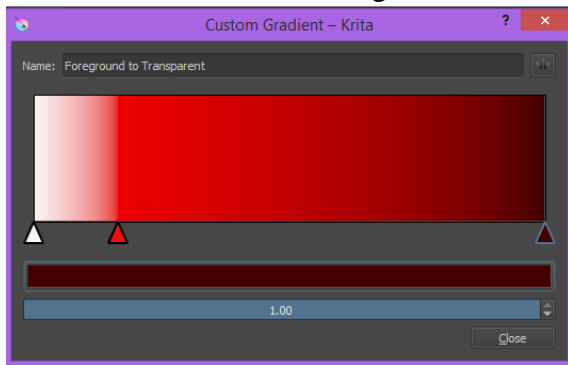 Custom Gradient – Krita ? ×
Name: Foreground to Transparent
1.00
Close